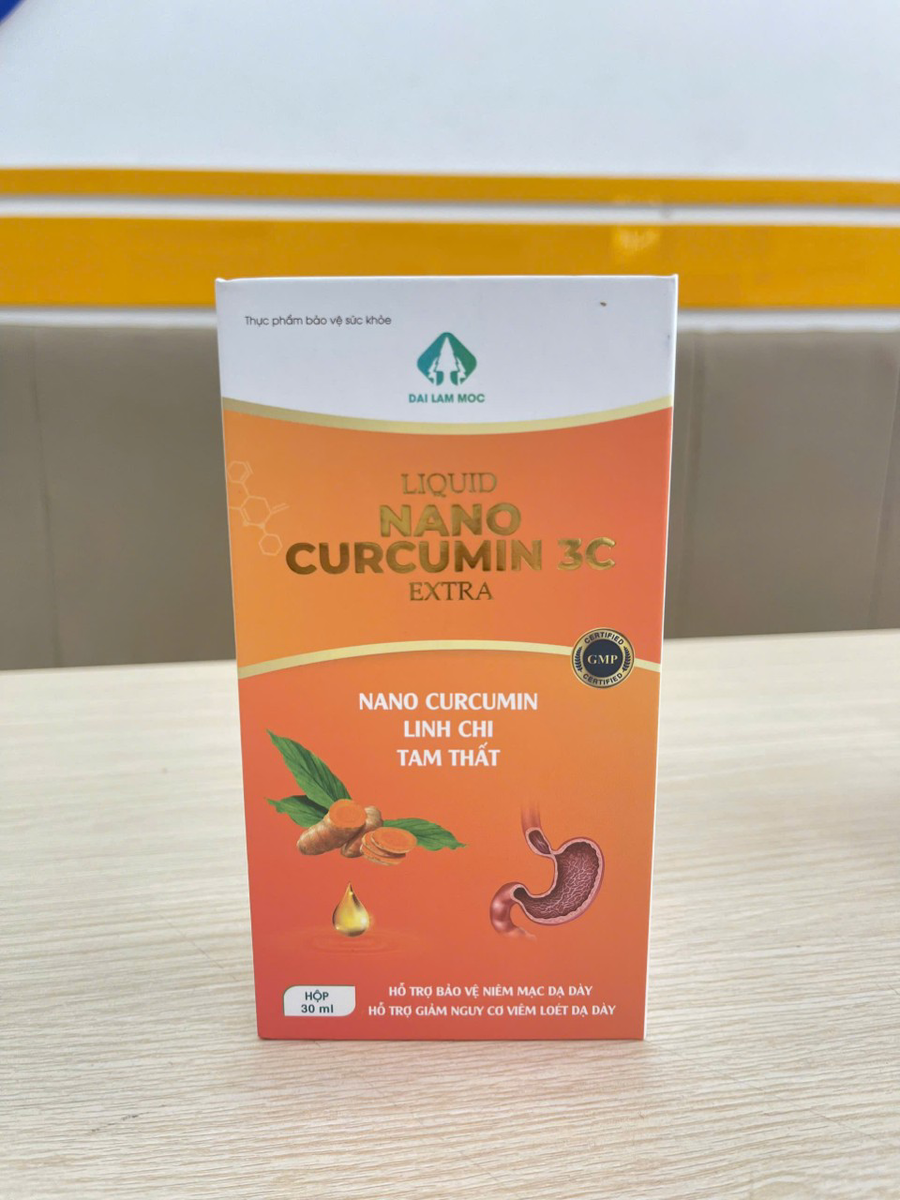 Thực phẩm bảo vệ sức khỏe
DAI LAM MOC
LIQUID
NANO
CURCUMIN 3C
EXTRA
CERTIFIED
GMP
CERTIFIED
NANO CURCUMIN
LINH CHI
TAM THẤT
HỘP
30 ml
HỖ TRỢ BẢO VỆ NIÊM MẠC DẠ DÀY
HỖ TRỢ GIẢM NGUY CƠ VIÊM LOÉT DẠ DÀY